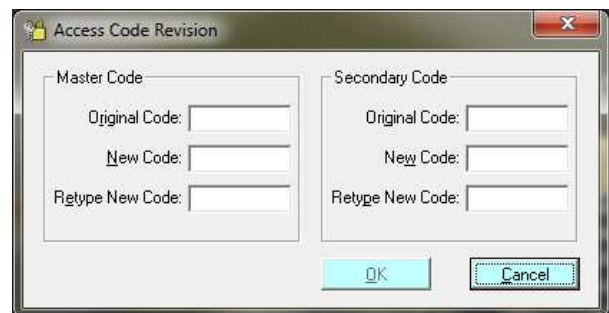 Access Code Revision
Master Code
Original Code:
New Code:
Retype New Code:
Secondary Code
Original Code:
New Code:
Retype New Code:
OK
Cancel